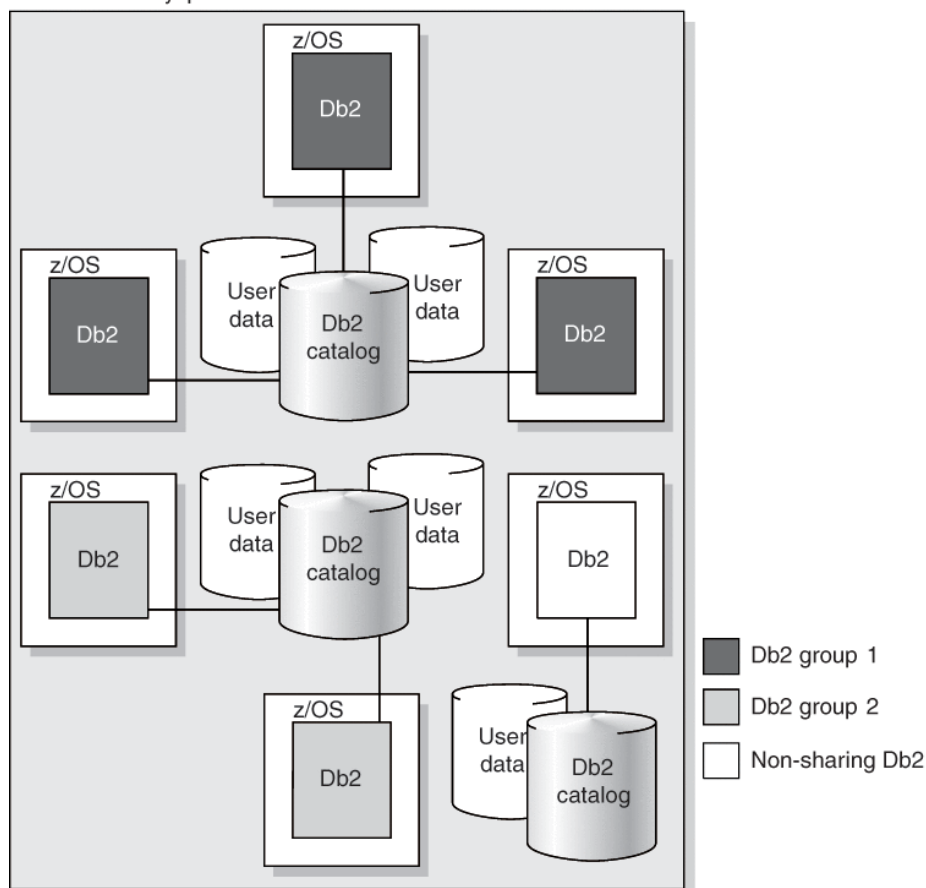 z/OS
Db2
z/OS
Db2
User
data
Db2
catalog
User
data
z/OS
Db2
z/OS
Db2
User
data
Db2
catalog
User
data
z/OS
Db2
z/OS
Db2
User
data
Db2
catalog
Db2 group 1
Db2 group 2
Non-sharing Db2